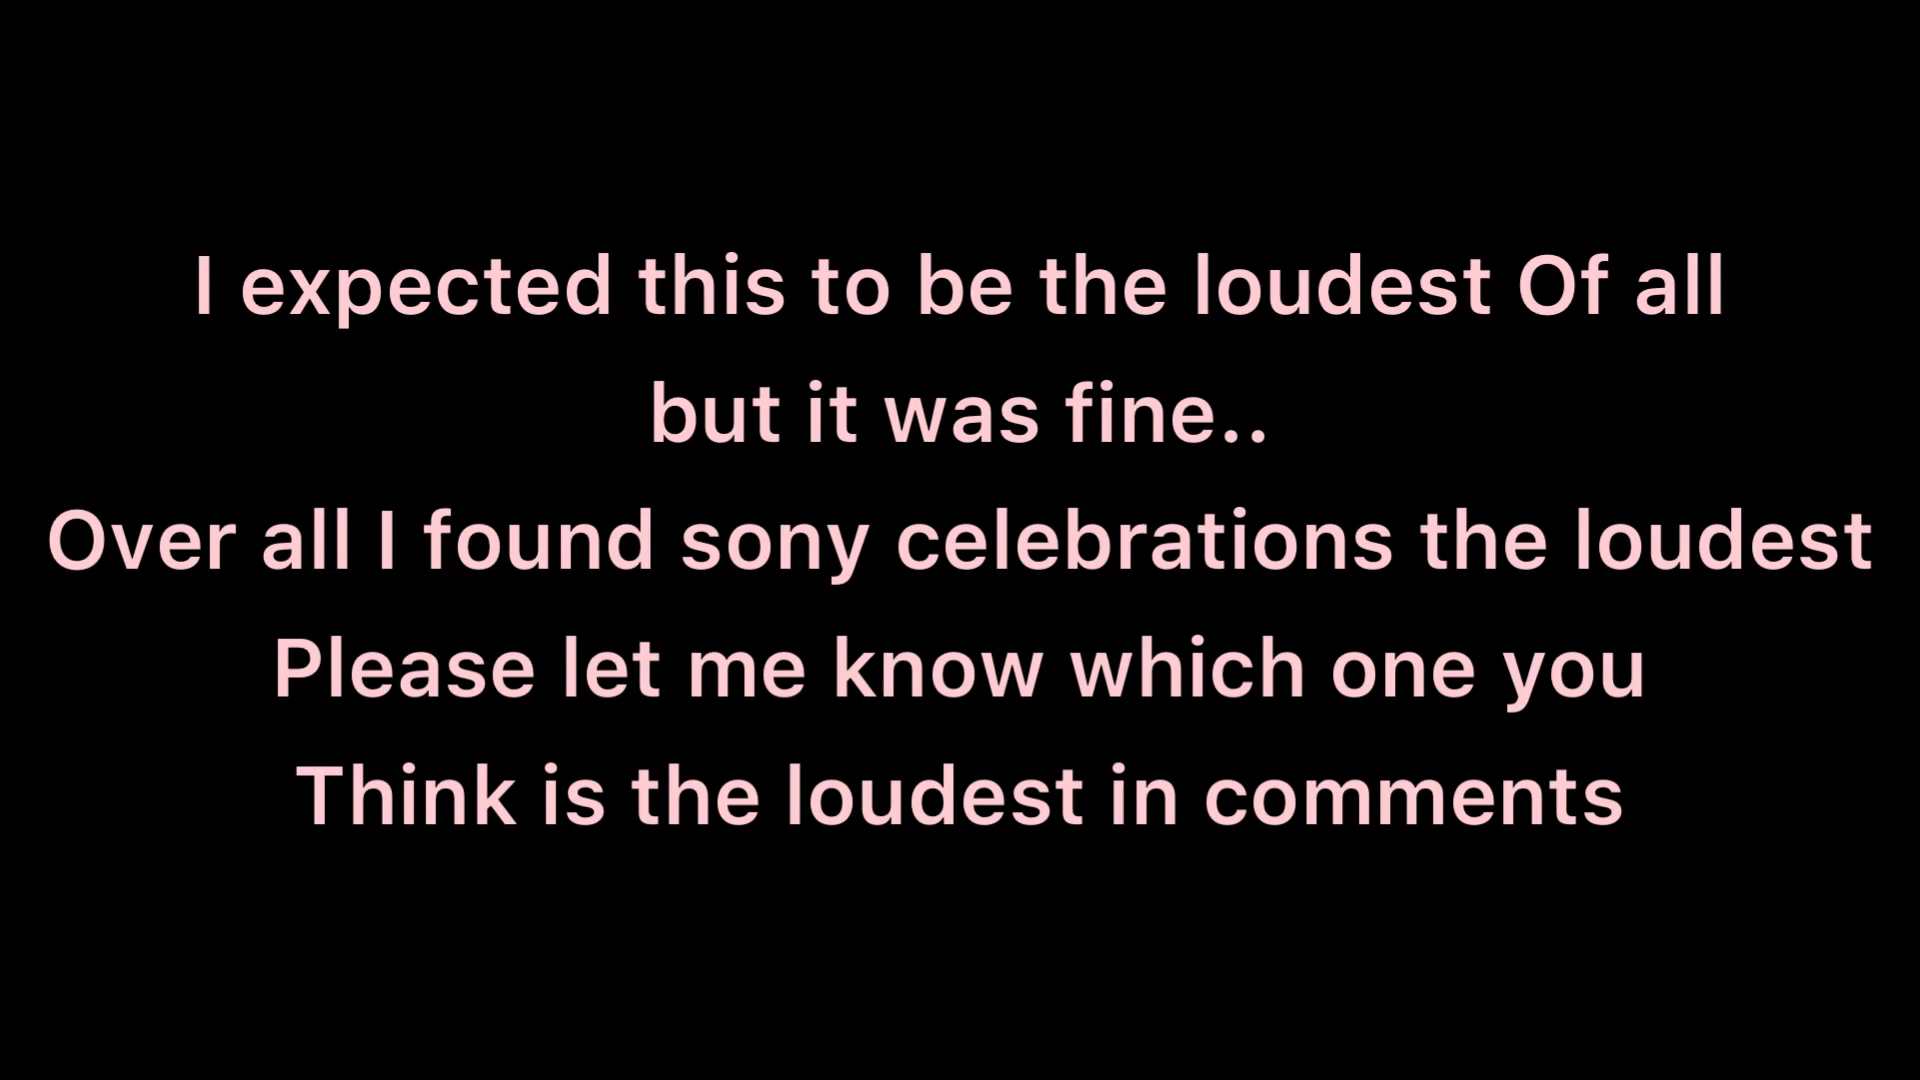 I expected this to be the loudest Of all
but it was fine..
Over all I found sony celebrations the loudest
Please let me know which one you
Think is the loudest in comments